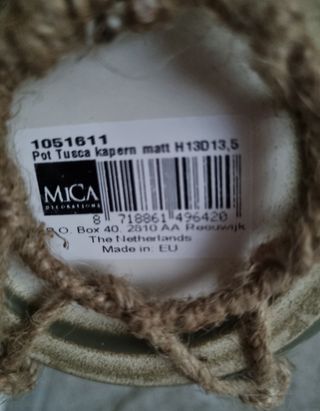 1051611
Pot Tusca kapern matt H13D13,5
MICA
DECORATIONS
8 718861 496420
P.O. Box 40, 2810 AA Reeuwijk
The Netherlands
Made in: EU